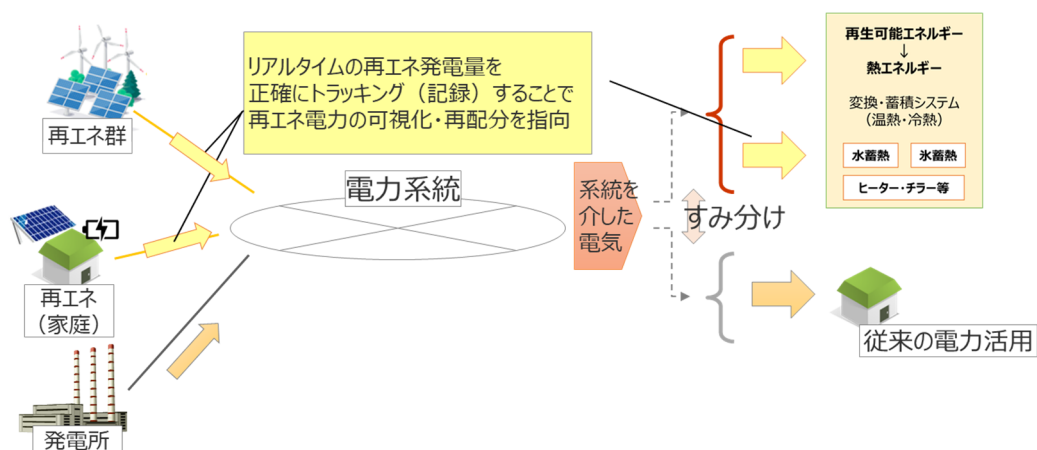 リアルタイムの再エネ発電量を
正確にトラッキング（記録）することで
再エネ電力の可視化・再配分を指向
再エネ群
再エネ
（家庭）
発電所
電力系統
系統を
介した
電気
すみ分け
再生可能エネルギー
↓
熱エネルギー
変換・蓄積システム
（温熱・冷熱）
水蓄熱
氷蓄熱
ヒーター・チラー等
従来の電力活用